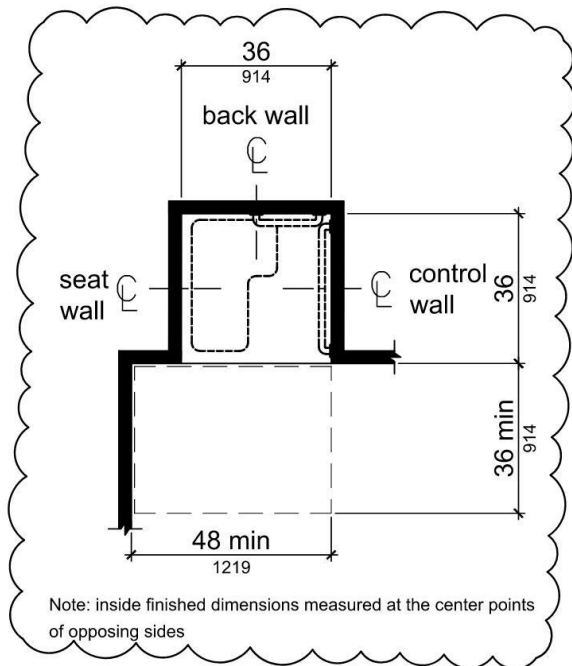 36
914
back wall
℄
seat
wall
℄
℄
control
wall
36
914
36 min
914
48 min
1219
Note: inside finished dimensions measured at the center points
of opposing sides